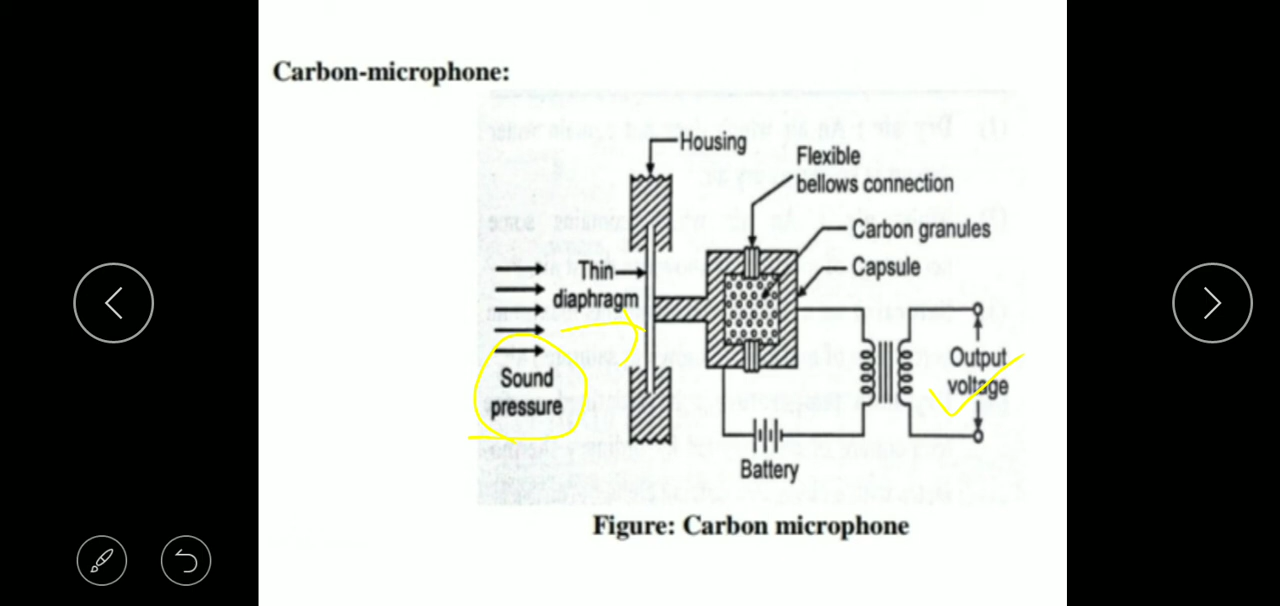 Carbon-microphone:
Housing
Flexible
bellows connection
Carbon granules
Capsule
Thin
diaphragm
Sound
pressure
Output
voltage
Battery
Figure: Carbon microphone